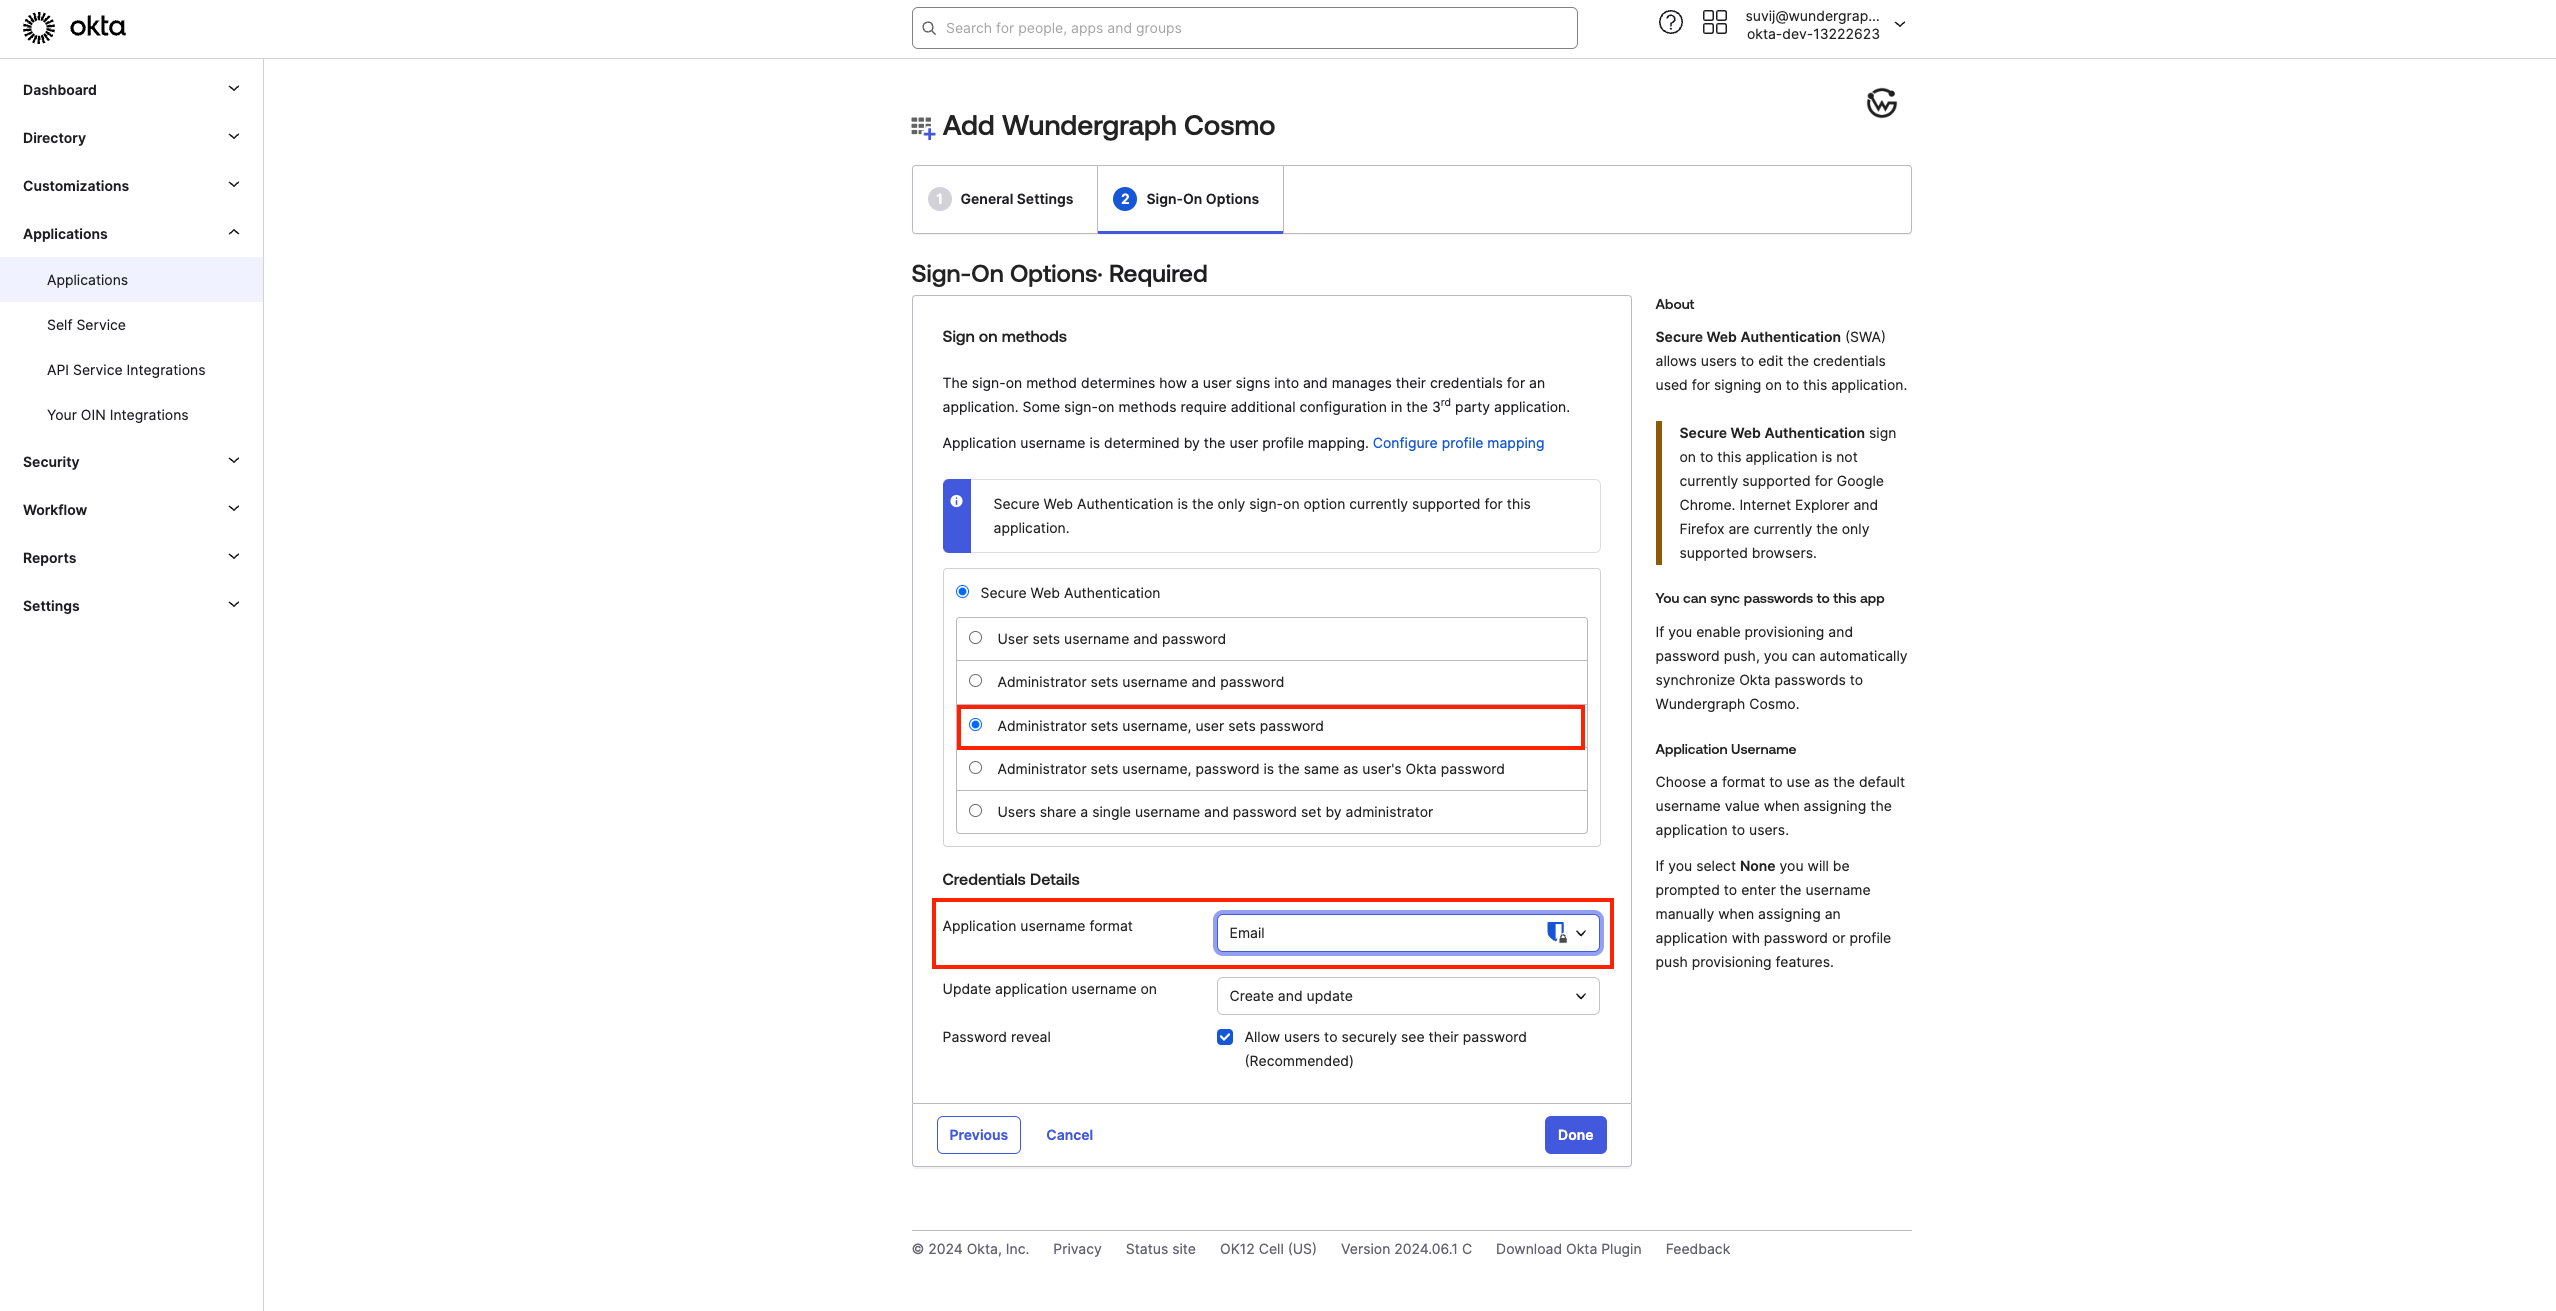 okta
Search for people, apps and groups
suvij@wundergrap...
okta-dev-13222623
Dashboard
Directory
Customizations
Applications
Applications
Self Service
API Service Integrations
Your OIN Integrations
Security
Workflow
Reports
Settings
Add Wundergraph Cosmo
1 General Settings
2 Sign-On Options
Sign-On Options· Required
Sign on methods
The sign-on method determines how a user signs into and manages their credentials for an
application. Some sign-on methods require additional configuration in the 3rd party application.
Application username is determined by the user profile mapping. Configure profile mapping
Secure Web Authentication is the only sign-on option currently supported for this
application.
Secure Web Authentication
User sets username and password
Administrator sets username and password
Administrator sets username, user sets password
Administrator sets username, password is the same as user's Okta password
Users share a single username and password set by administrator
Credentials Details
Application username format
Email
Update application username on
Create and update
Password reveal
Allow users to securely see their password
(Recommended)
Previous
Cancel
Done
About
Secure Web Authentication (SWA)
allows users to edit the credentials
used for signing on to this application.
Secure Web Authentication sign
on to this application is not
currently supported for Google
Chrome. Internet Explorer and
Firefox are currently the only
supported browsers.
You can sync passwords to this app
If you enable provisioning and
password push, you can automatically
synchronize Okta passwords to
Wundergraph Cosmo.
Application Username
Choose a format to use as the default
username value when assigning the
application to users.
If you select None you will be
prompted to enter the username
manually when assigning an
application with password or profile
push provisioning features.
© 2024 Okta, Inc.
Privacy
Status site
OK12 Cell (US)
Version 2024.06.1 C
Download Okta Plugin
Feedback